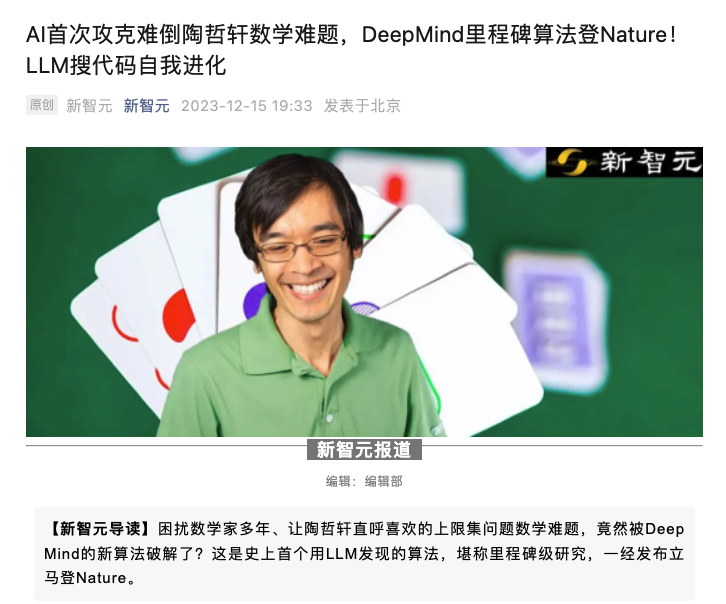 AI首次攻克难倒陶哲轩数学难题，DeepMind里程碑算法登Nature！
LLM搜代码自我进化
原创 新智元 新智元 2023-12-15 19:33 发表于北京
新智元
新智元报道
编辑：编辑部
【新智元导读】困扰数学家多年、让陶哲轩直呼喜欢的上限集问题数学难题，竟然被Deep
Mind的新算法破解了？这是史上首个用LLM发现的算法，堪称里程碑级研究，一经发布立
马登Nature。